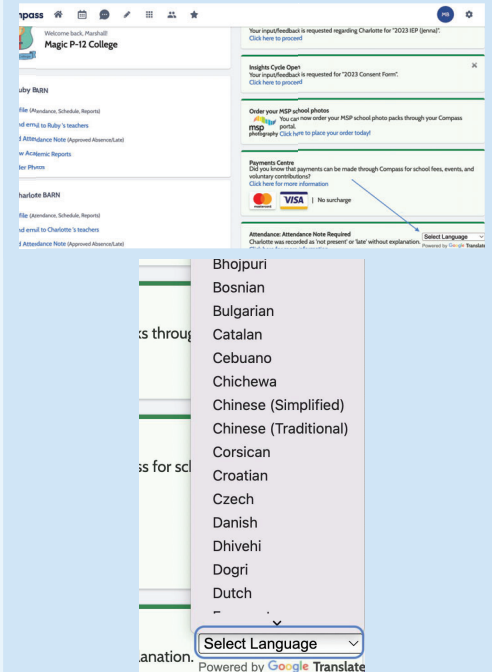 mpass
MB
Welcome back, Marshall!
Magic P-12 College
Your input/feedback is requested regarding Charlotte for "2023 IEP (Jenna)".
Click here to proceed
Insights Cycle Open
Your input/feedback is requested for "2023 Consent Form".
Click here to proceed
uby BARN
file (Attendance, Schedule, Reports)
nd email to Ruby 's teachers
d Attendance Note (Approved Absence/Late)
w Academic Reports
der Photos
Order your MSP school photos
msp
photography
You can now order your MSP school photo packs through your Compass
portal.
Click here to place your order today!
Payments Centre
Did you know that payments can be made through Compass for school fees, events, and
voluntary contributions?
Click here for more information
mastercard
VISA | No surcharge
harlotte BARN
file (Attendance, Schedule, Reports)
nd email to Charlotte 's teachers
d Attendance Note (Approved Absence/Late)
Attendance: Attendance Note Required
Charlotte was recorded as 'not present' or 'late' without explanation.
Select Language
Powered by Google Translate
Bhojpuri
Bosnian
Bulgarian
ks throug
Catalan
Cebuano
Chichewa
Chinese (Simplified)
Chinese (Traditional)
Corsican
ss for scl
Croatian
Czech
Danish
Dhivehi
Dogri
Dutch
Select Language
lanation.
Powered by Google Translate